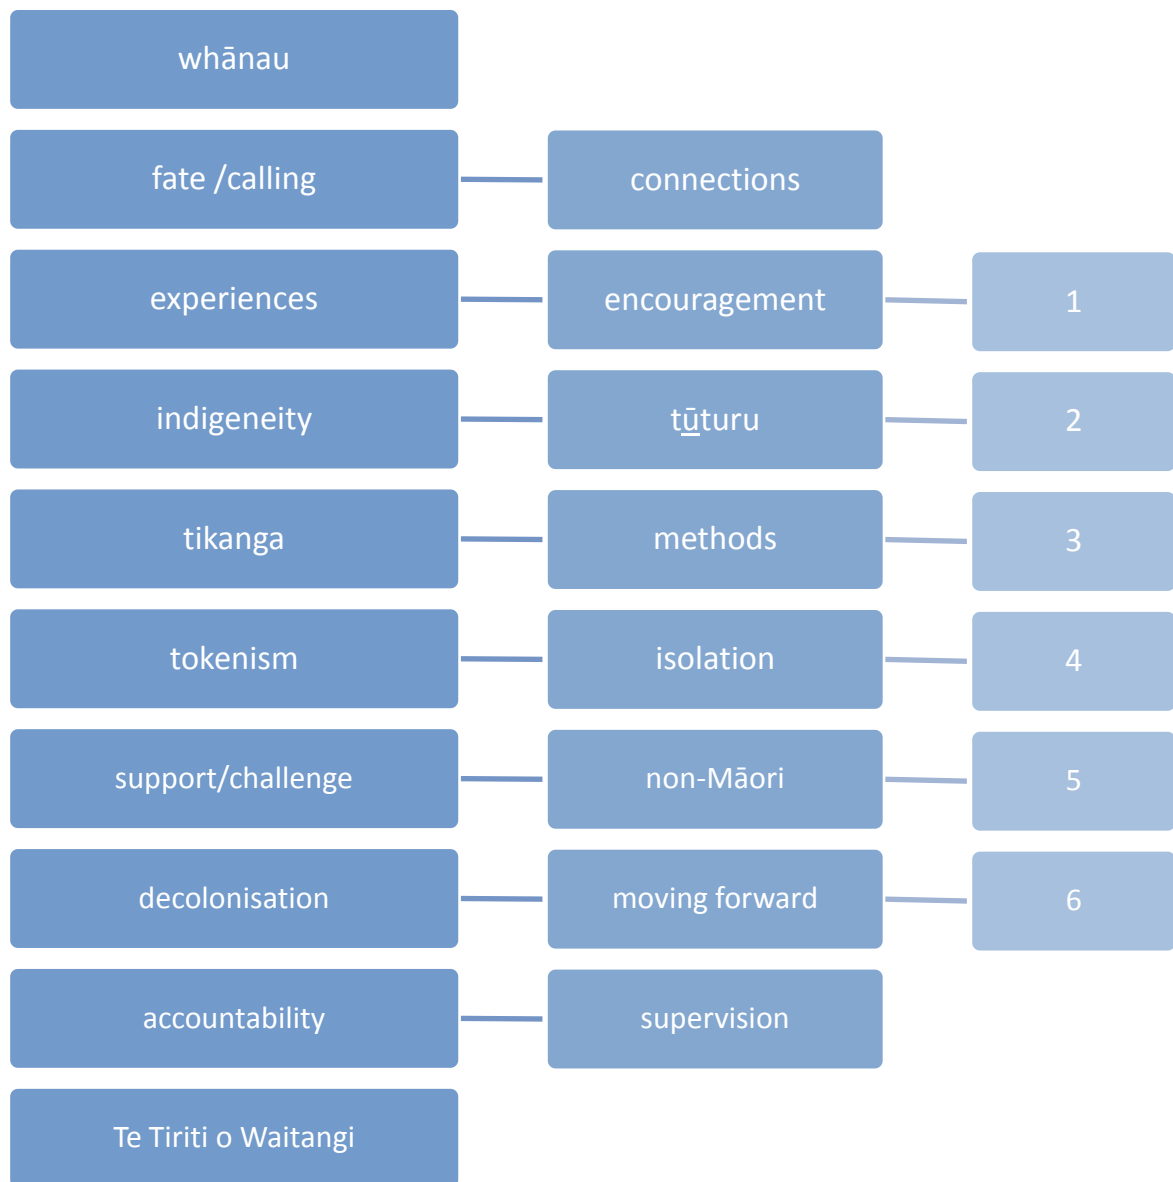 whānau
fate /calling
connections
experiences
encouragement
1
indigeneity
tūturu
2
tikanga
methods
3
tokenism
isolation
4
support/challenge
non-Māori
5
decolonisation
moving forward
6
accountability
supervision
Te Tiriti o Waitangi